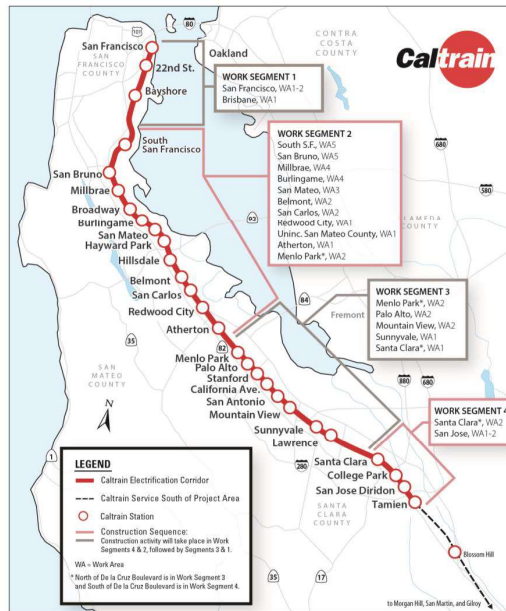 Caltrain
CONTRA
COSTA
COUNTY
Oakland
80
101
San Francisco
SAN
FRANCISCO
COUNTY
22nd St.
Bayshore
South
San Francisco
San Bruno
Millbrae
Broadway
Burlingame
San Mateo
Hayward Park
Hillsdale
Belmont
San Carlos
Redwood City
Atherton
Menlo Park
Palo Alto
Stanford
California Ave.
San Antonio
Mountain View
Sunnyvale
Lawrence
Santa Clara
College Park
San Jose Diridon
Tamien
Blossom Hill
to Morgan Hill, San Martin, and Gilroy
WORK SEGMENT 1
San Francisco, WA1-2
Brisbane, WA1
WORK SEGMENT 2
South S.F., WA5
San Bruno, WA5
Millbrae, WA4
Burlingame, WA4
San Mateo, WA3
Belmont, WA2
San Carlos, WA2
Redwood City, WA1
Uninc. San Mateo County, WA1
Atherton, WA1
Menlo Park*, WA2
WORK SEGMENT 3
Menlo Park*, WA2
Palo Alto, WA2
Mountain View, WA2
Sunnyvale, WA1
Santa Clara*, WA1
WORK SEGMENT 4
Santa Clara*, WA2
San Jose, WA1-2
680
580
92
84
Fremont
880
680
82
35
280
1
35
17
SAN
MATEO
COUNTY
N
SANTA
CLARA
COUNTY
LEGEND
Caltrain Electrification Corridor
Caltrain Service South of Project Area
Caltrain Station
Construction Sequence:
Construction activity will take place in Work
Segments 4 & 2, followed by Segments 3 & 1.
WA = Work Area
* North of De la Cruz Boulevard is in Work Segment 3
and South of De la Cruz Boulevard is in Work Segment 4.